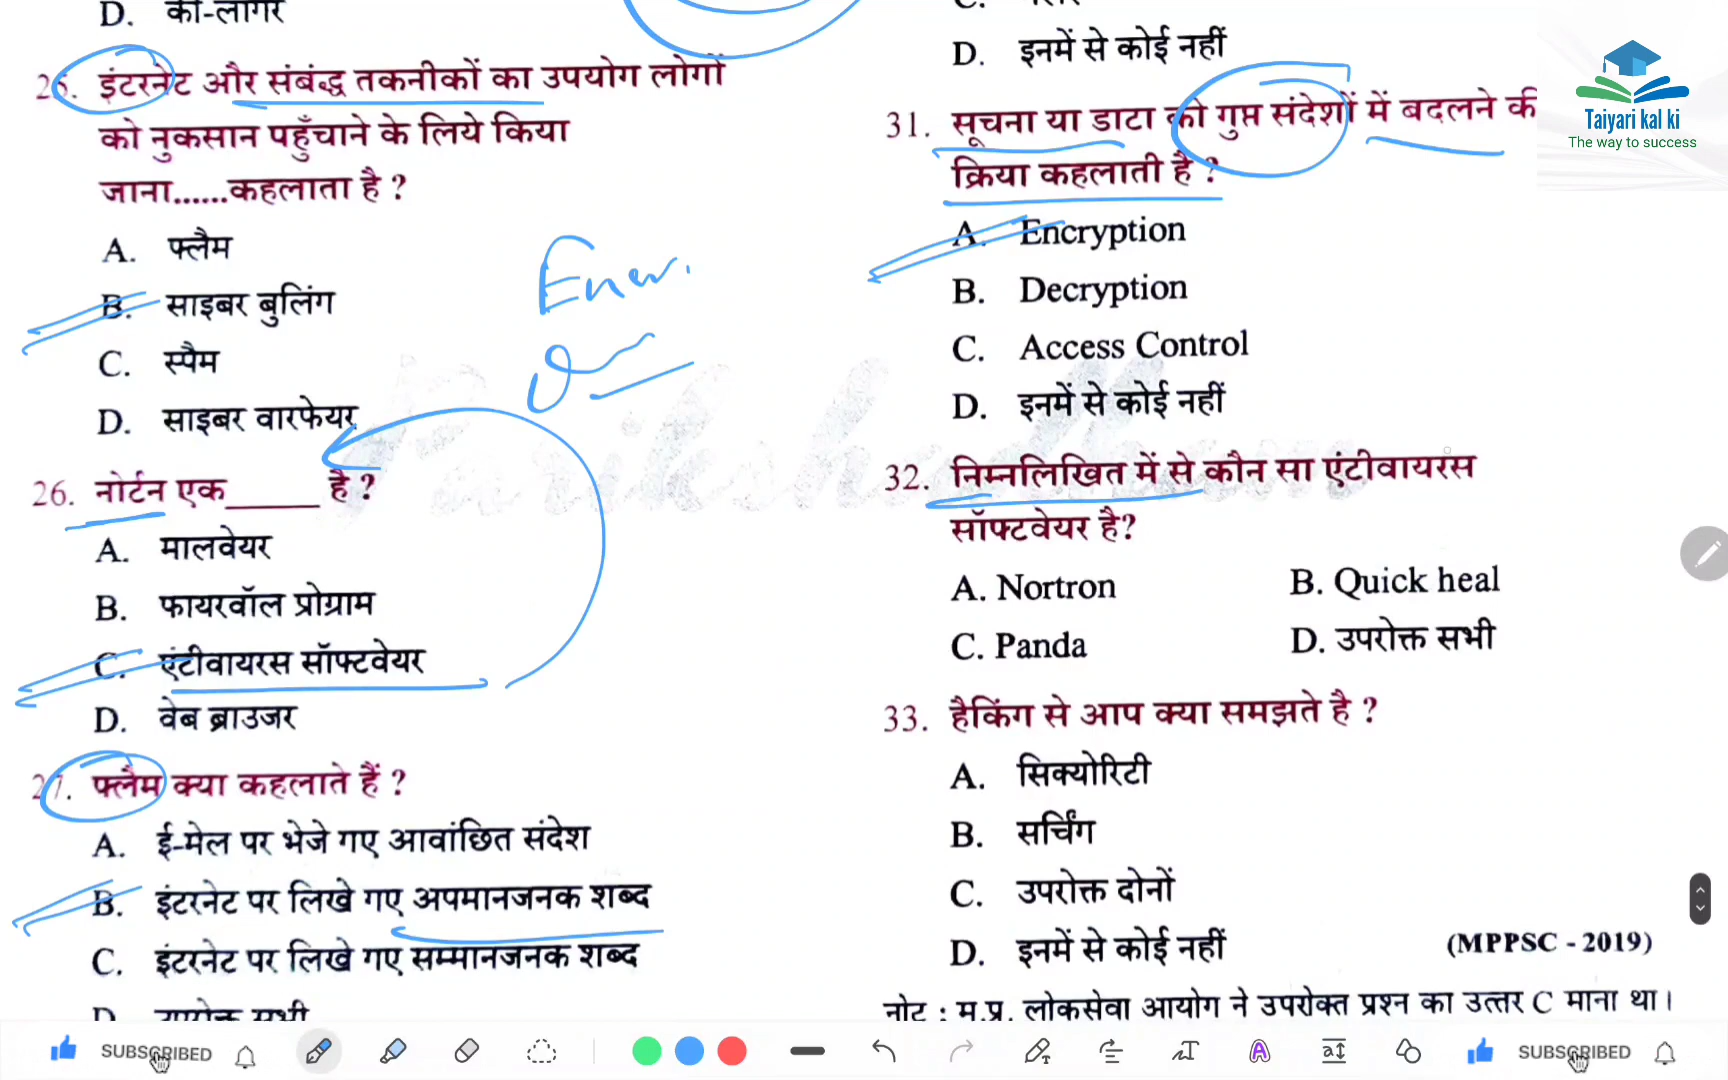 D. की-लागर
25. इंटरनेट और संबंद्ध तकनीकों का उपयोग लोगों
को नुकसान पहुँचाने के लिये किया
जाना......कहलाता है ?
A. फ्लैम
B. साइबर बुलिंग
C. स्पैम
D. साइबर वारफेयर
26. नोर्टन एक______ है ?
A. मालवेयर
B. फायरवॉल प्रोग्राम
C. एंटीवायरस सॉफ्टवेयर
D. वेब ब्राउजर
27. फ्लैम क्या कहलाते हैं ?
A. ई-मेल पर भेजे गए आवांछित संदेश
B. इंटरनेट पर लिखे गए अपमानजनक शब्द
C. इंटरनेट पर लिखे गए सम्मानजनक शब्द
D. उपरोक्त सभी
D. इनमें से कोई नहीं
31. सूचना या डाटा को गुप्त संदेशों में बदलने की
क्रिया कहलाती है ?
A. Encryption
B. Decryption
C. Access Control
D. इनमें से कोई नहीं
32. निम्नलिखित में से कौन सा एंटीवायरस
सॉफ्टवेयर है?
A. Nortron B. Quick heal
C. Panda D. उपरोक्त सभी
33. हैकिंग से आप क्या समझते है ?
A. सिक्योरिटी
B. सर्चिंग
C. उपरोक्त दोनों
D. इनमें से कोई नहीं
(MPPSC - 2019)
नोट : म.प्र. लोकसेवा आयोग ने उपरोक्त प्रश्न का उत्तर C माना था।
Taiyari kal ki
The way to success
SUBSCRIBED
SUBSCRIBED